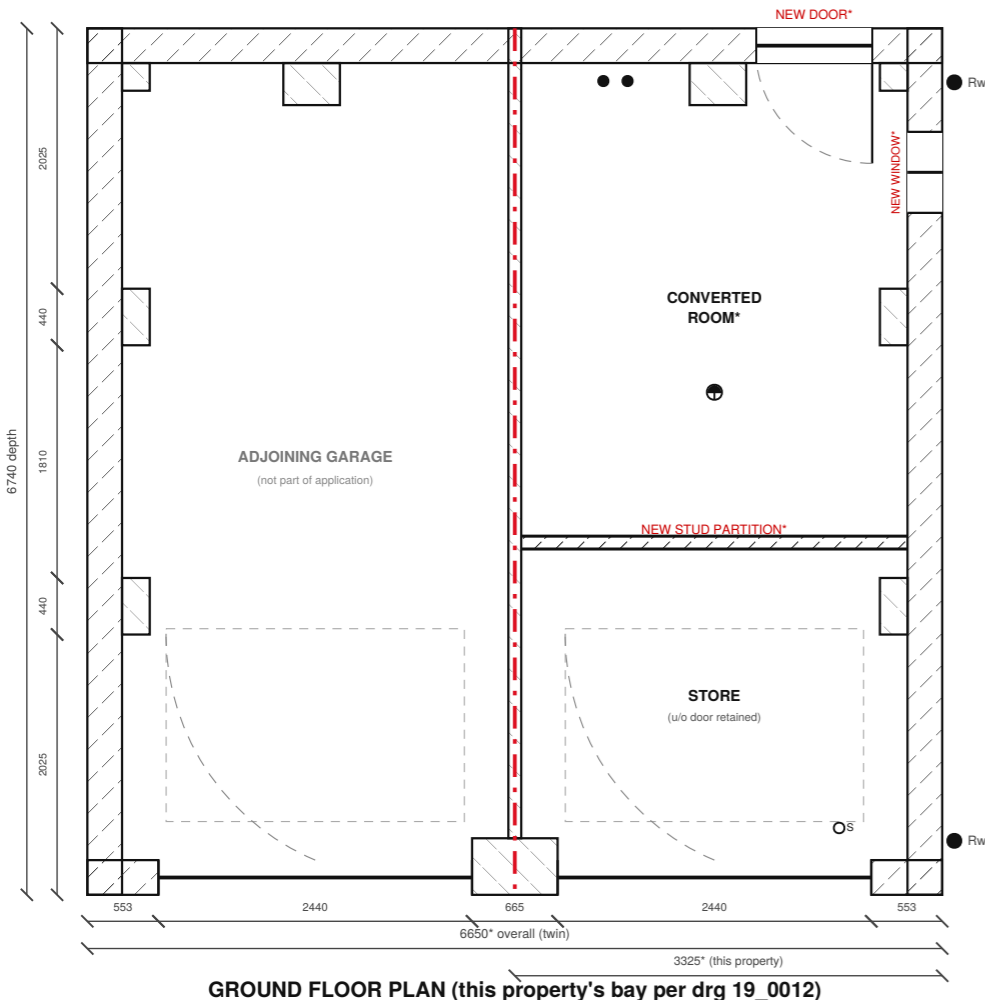 NEW DOOR*
Rw
NEW WINDOW*
2025
440
CONVERTED
ROOM*
1810
6740 depth
ADJOINING GARAGE
(not part of application)
NEW STUD PARTITION*
440
STORE
(u/o door retained)
2025
S
Rw
553
2440
665
2440
553
6650* overall (twin)
3325* (this property)
GROUND FLOOR PLAN (this property's bay per drg 19_0012)